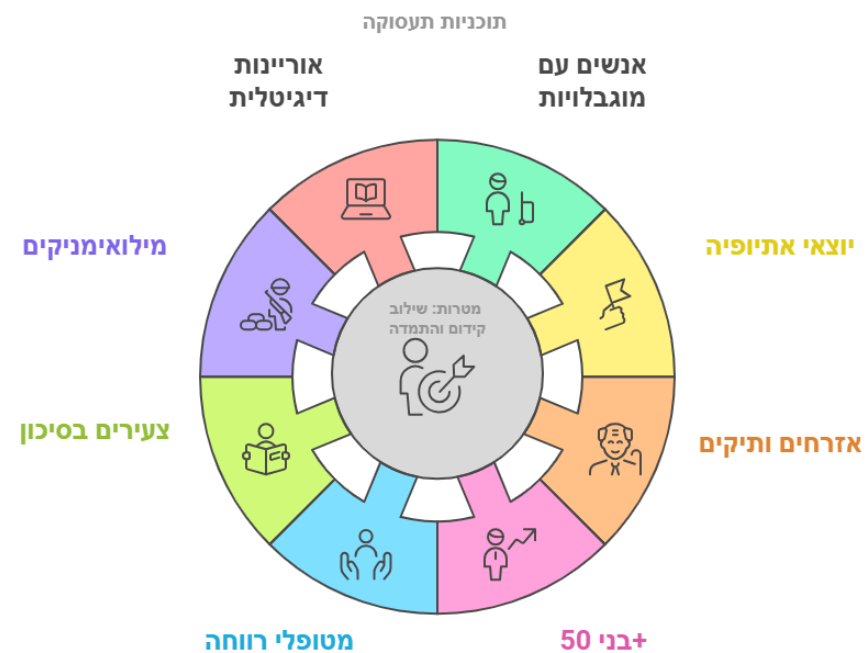 תוכניות תעסוקה
אנשים עם
מוגבלויות
אוריינות
דיגיטלית
יוצאי אתיופיה
מילואימניקים
מטרות: שילוב
קידום והתמדה
אזרחים ותיקים
צעירים בסיכון
בני 50+
מטופלי רווחה